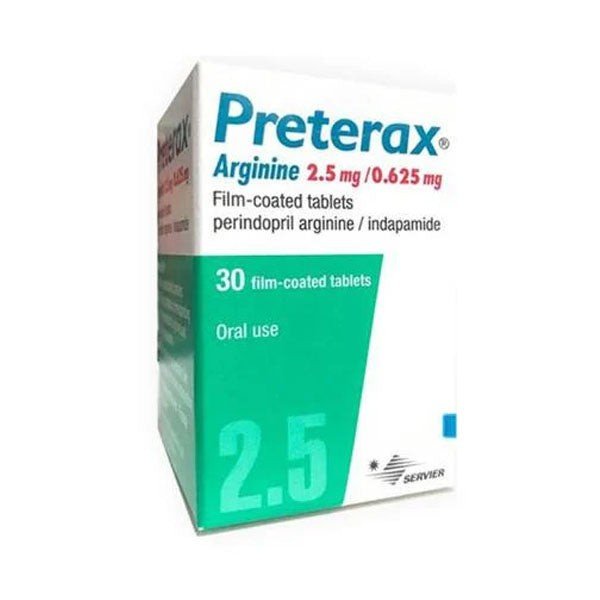 Preterax®
Arginine 2.5 mg /0.625 mg
Film-coated tablets
perindopril arginine / indapamide
30 film-coated tablets
Oral use
2.5
SERVIER
Preterax